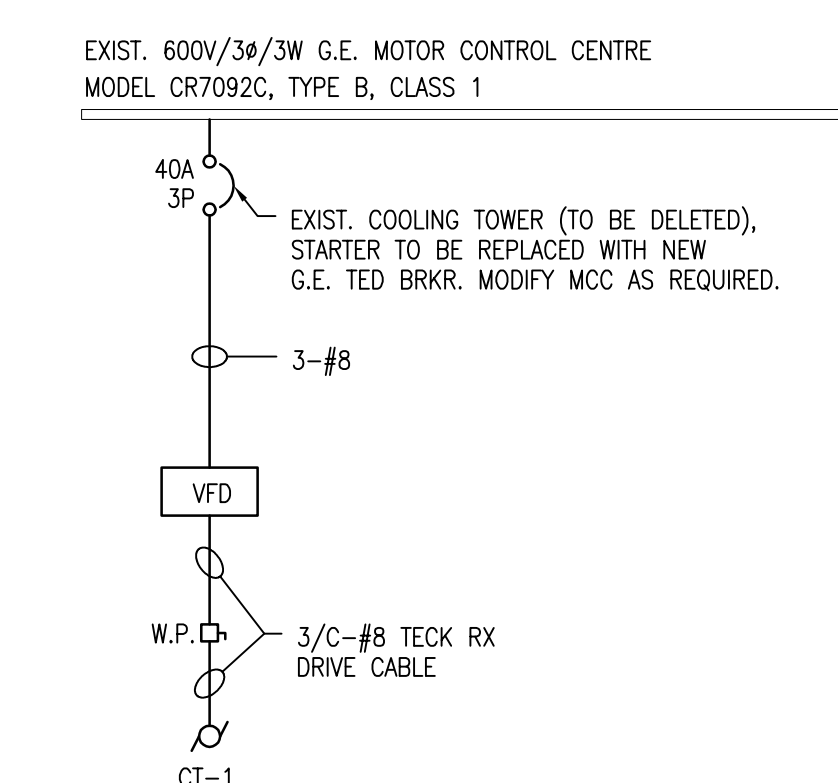 EXIST. 600V/3ø/3W G.E. MOTOR CONTROL CENTRE
MODEL CR7092C, TYPE B, CLASS 1
40A
3P
EXIST. COOLING TOWER (TO BE DELETED),
STARTER TO BE REPLACED WITH NEW
G.E. TED BRKR. MODIFY MCC AS REQUIRED.
3-#8
VFD
W.P.
3/C-#8 TECK RX
DRIVE CABLE
CT-1